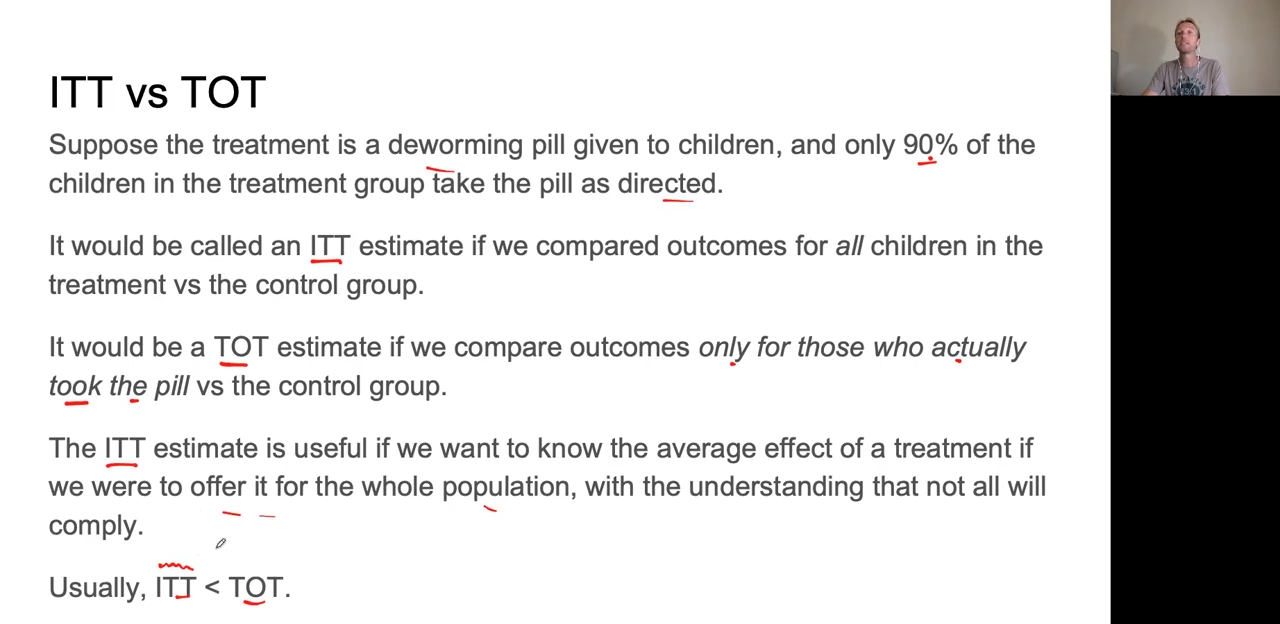 ITT vs TOT
Suppose the treatment is a deworming pill given to children, and only 90% of the
children in the treatment group take the pill as directed.
It would be called an ITT estimate if we compared outcomes for all children in the
treatment vs the control group.
It would be a TOT estimate if we compare outcomes only for those who actually
took the pill vs the control group.
The ITT estimate is useful if we want to know the average effect of a treatment if
we were to offer it for the whole population, with the understanding that not all will
comply.
Usually, ITT < TOT.